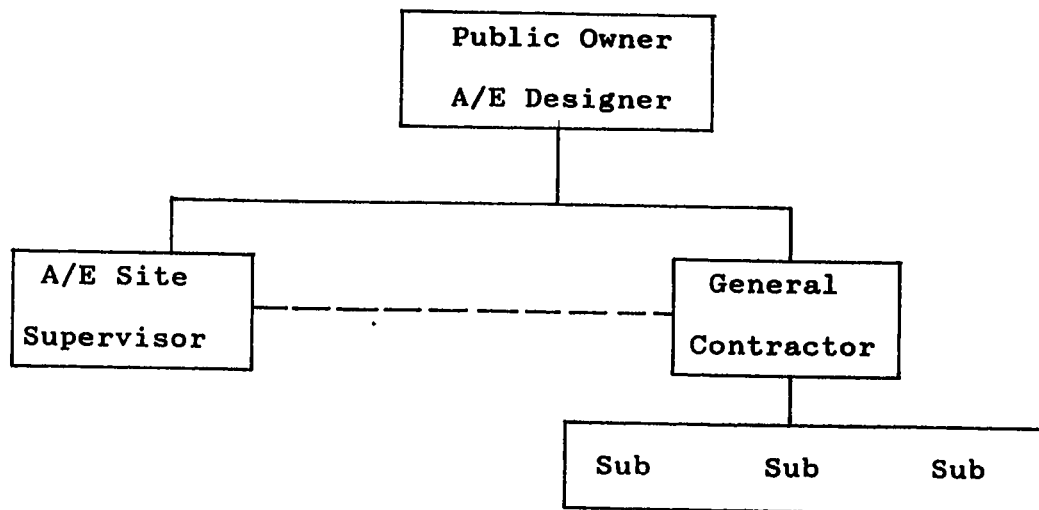 Public Owner
A/E Designer
A/E Site
Supervisor
General
Contractor
Sub Sub Sub